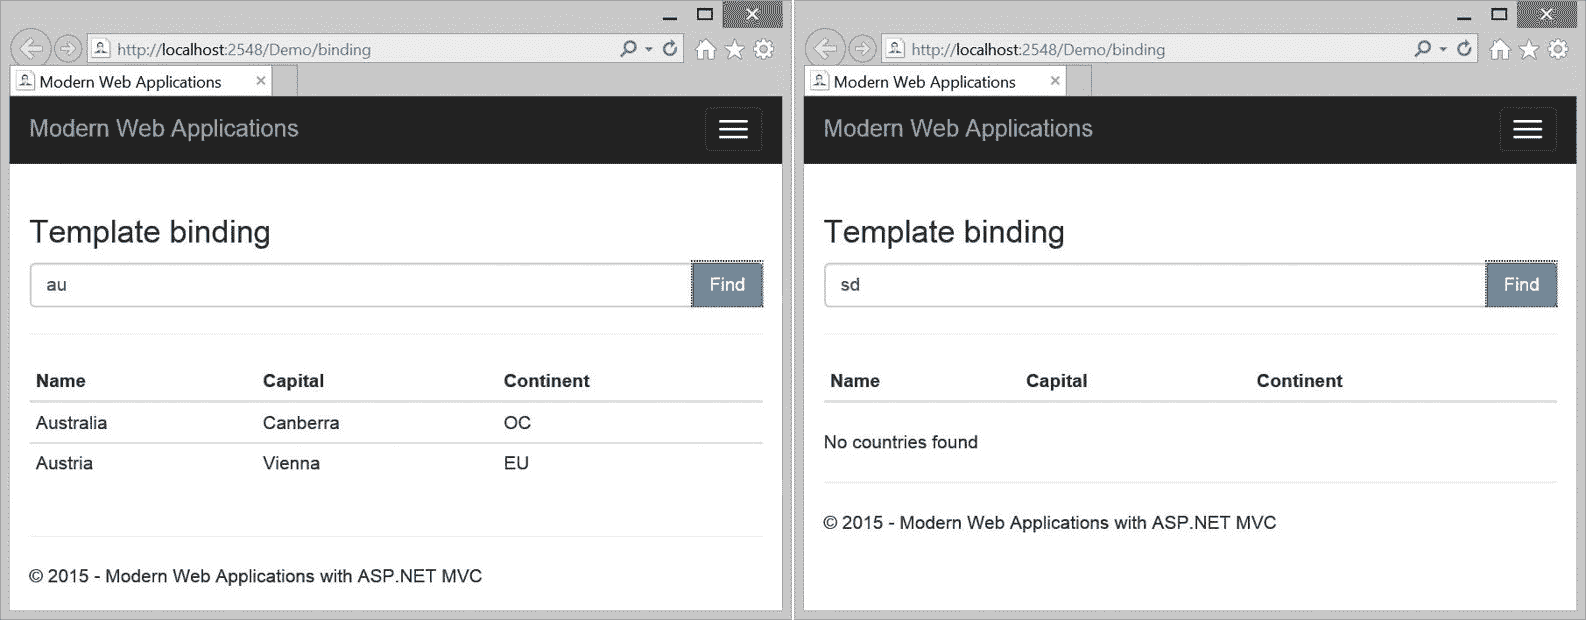 http://localhost:2548/Demo/binding
Modern Web Applications
Modern Web Applications
Template binding
au Find
Name Capital Continent
Australia Canberra OC
Austria Vienna EU
© 2015 - Modern Web Applications with ASP.NET MVC
http://localhost:2548/Demo/binding
Modern Web Applications
Modern Web Applications
Template binding
sd Find
Name Capital Continent
No countries found
© 2015 - Modern Web Applications with ASP.NET MVC